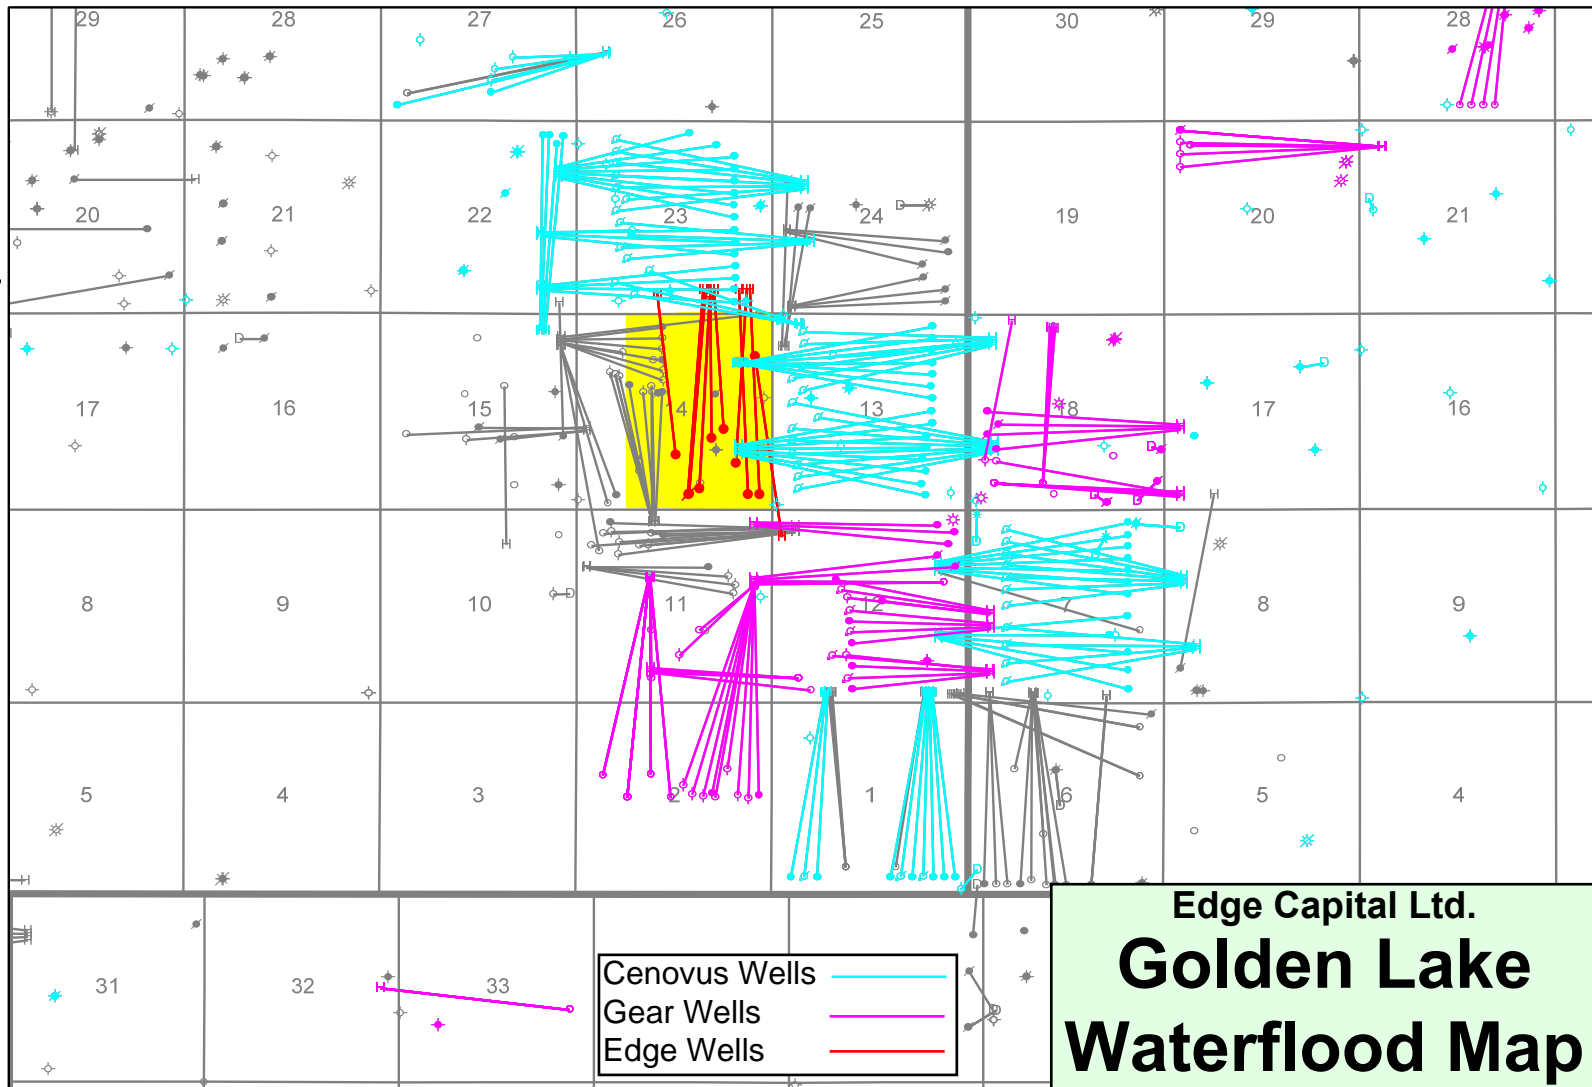 29 28 27 26 25 30 29 28
20 21 22 23 24 19 20 21
17 16 15 14 13 18 17 16
8 9 10 11 12 7 8 9
5 4 3 2 1 6 5 4
31 32 33
Cenovus Wells
Gear Wells
Edge Wells
Edge Capital Ltd.
Golden Lake
Waterflood Map